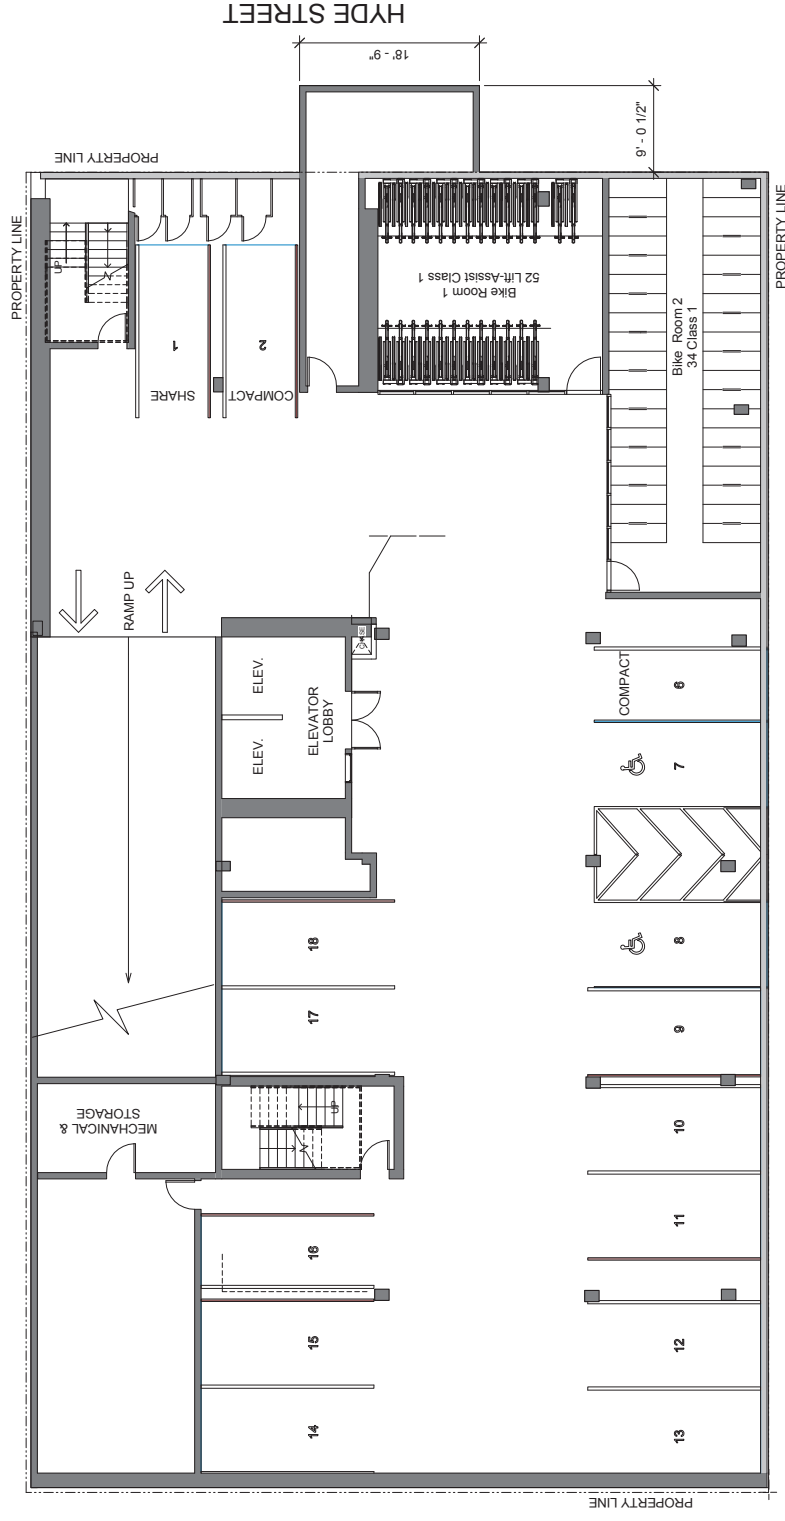 HYDE STREET
18' - 9"
9' - 0 1/2"
PROPERTY LINE
PROPERTY LINE
PROPERTY LINE
UP
1
2
SHARE
COMPACT
Bike Room 1
52 Lift-Assist Class 1
Bike Room 2
34 Class 1
RAMP UP
ELEV.
ELEV.
ELEVATOR
LOBBY
COMPACT
6
7
8
9
10
11
12
13
14
15
16
17
18
MECHANICAL &
STORAGE
UP
PROPERTY LINE